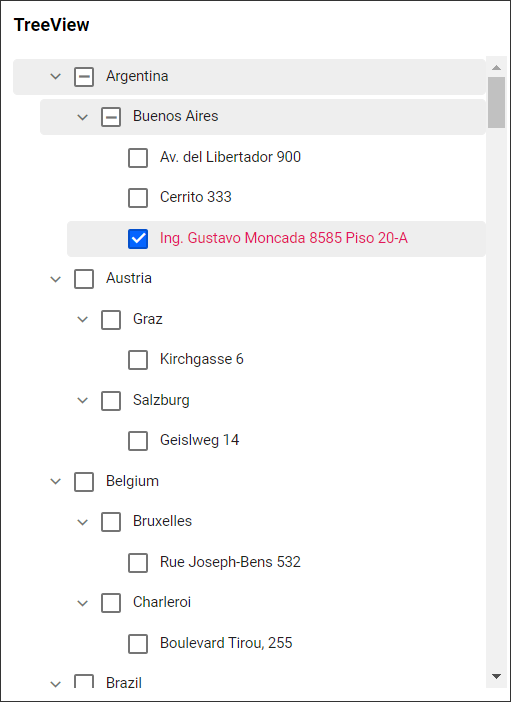 TreeView
Argentina
Buenos Aires
Av. del Libertador 900
Cerrito 333
Ing. Gustavo Moncada 8585 Piso 20-A
Austria
Graz
Kirchgasse 6
Salzburg
Geislweg 14
Belgium
Bruxelles
Rue Joseph-Bens 532
Charleroi
Boulevard Tirou, 255
Brazil